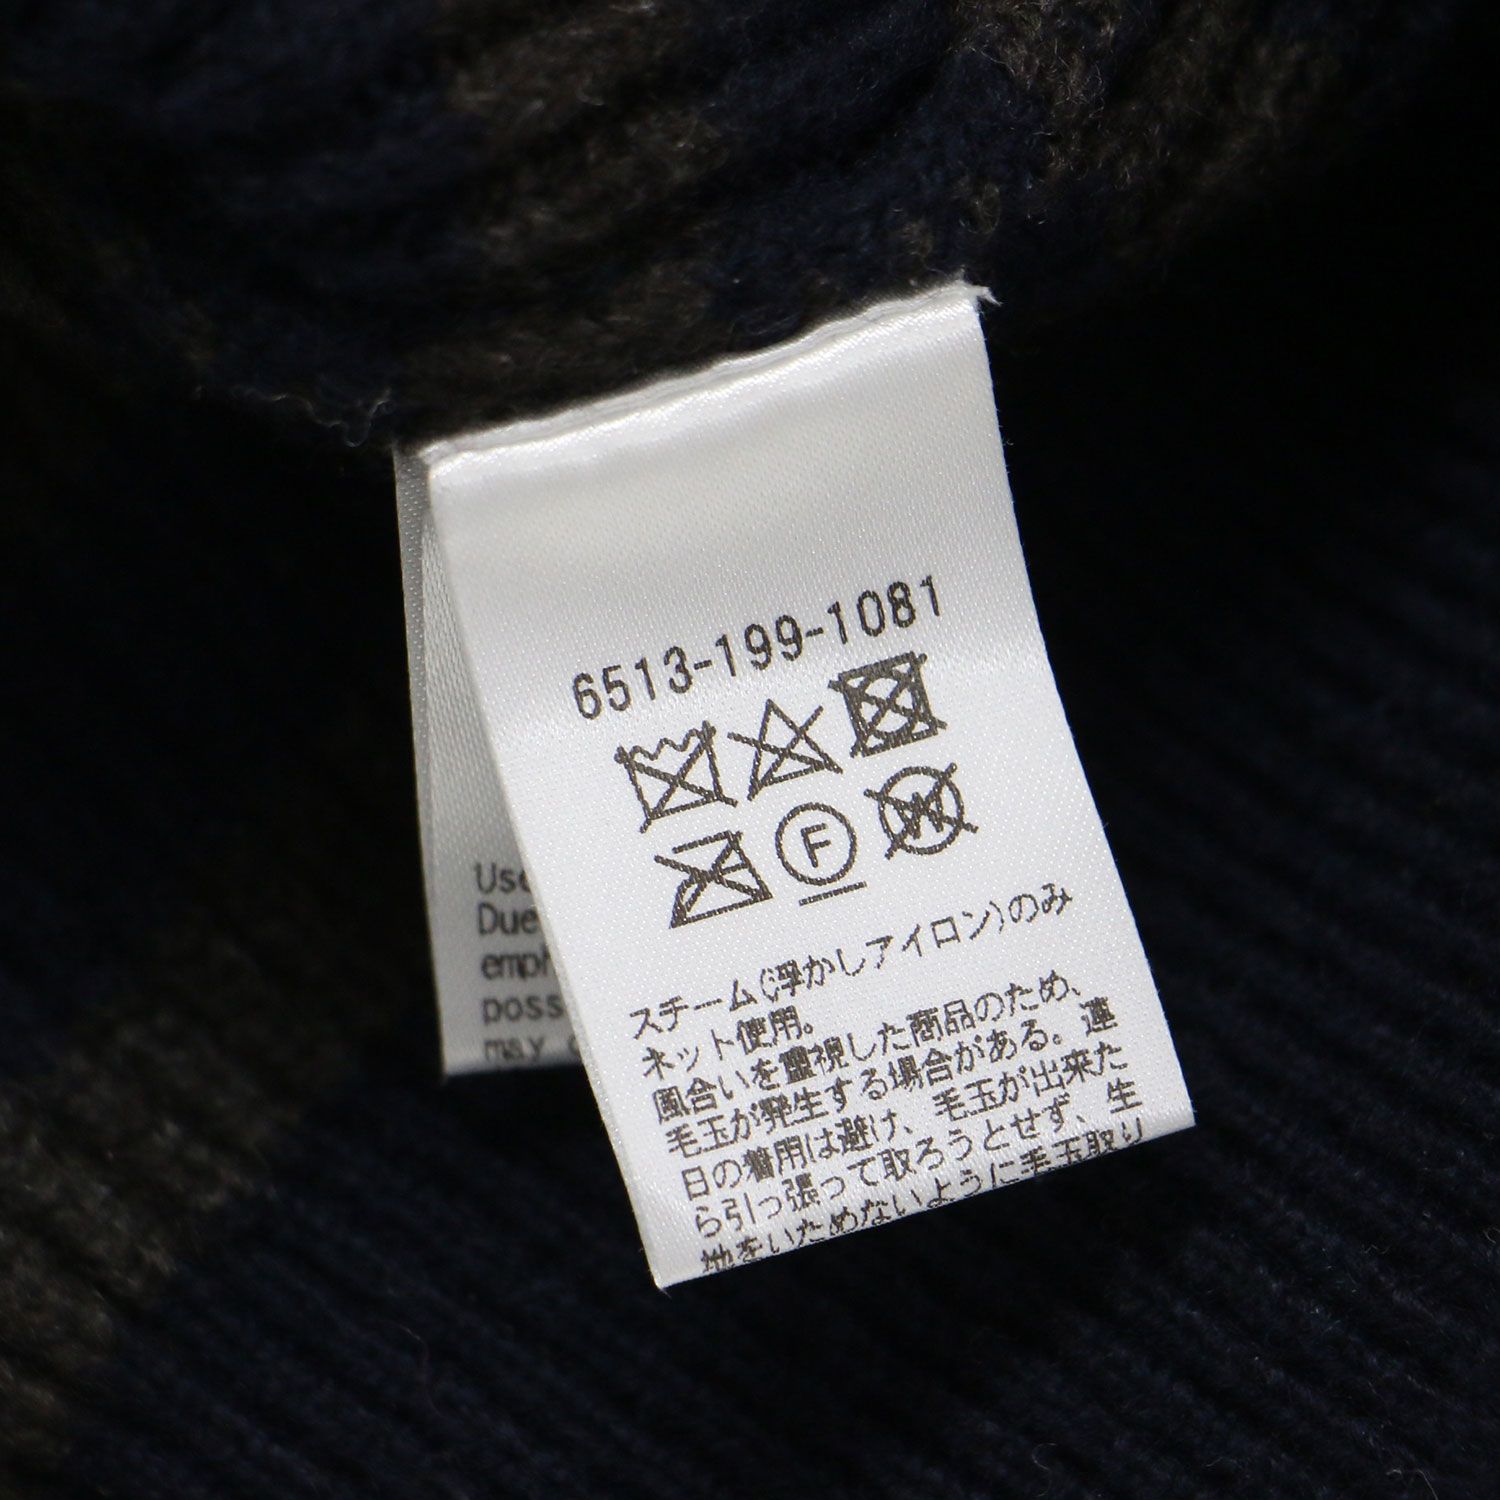 6513-199-1081
F
W
スチーム(浮かしアイロン)のみ
ネット使用。
風合いを重視した商品のため、
毛玉が発生する場合がある。連
日の着用は避け、毛玉が出来た
ら引っ張って取ろうとせず、生
地をいためないように毛玉取り
Use
Due
emph
poss
may